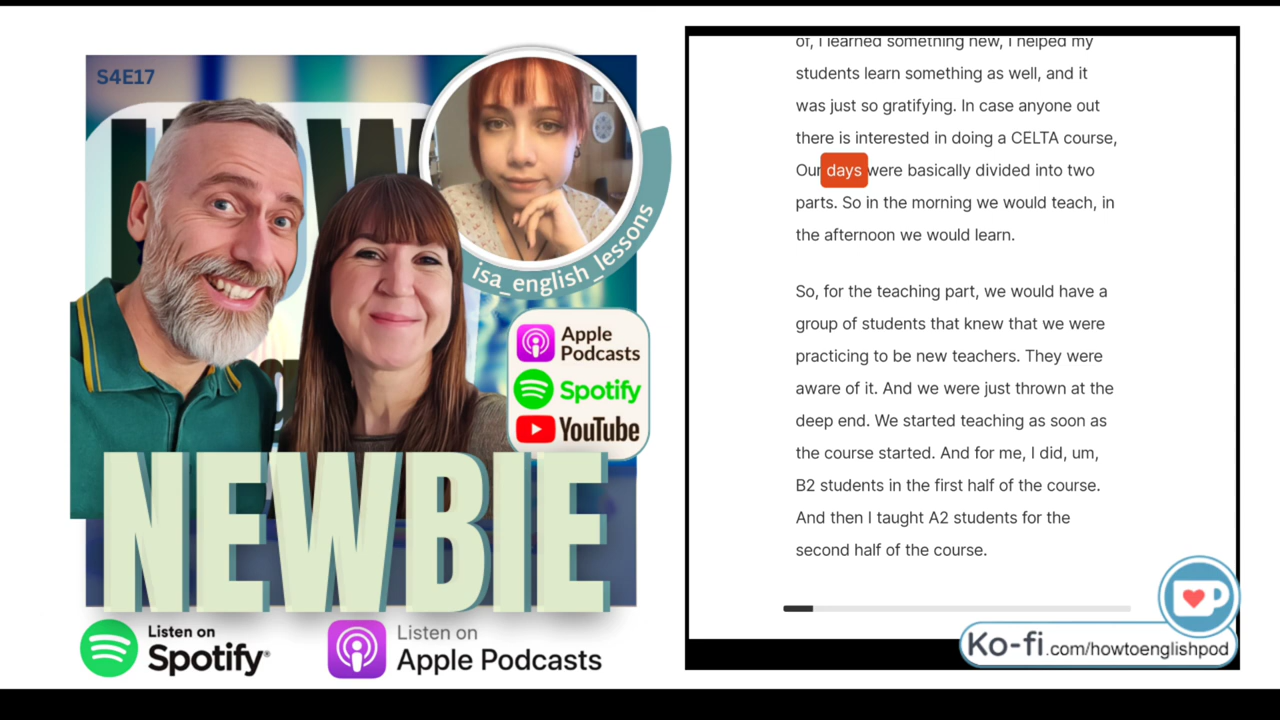 S4E17
HOW
isa_english_lessons
Apple
Podcasts
Spotify
YouTube
NEWBIE
Listen on
Spotify®
Listen on
Apple Podcasts
of, I learned something new, I helped my
students learn something as well, and it
was just so gratifying. In case anyone out
there is interested in doing a CELTA course,
Our days were basically divided into two
parts. So in the morning we would teach, in
the afternoon we would learn.
So, for the teaching part, we would have a
group of students that knew that we were
practicing to be new teachers. They were
aware of it. And we were just thrown at the
deep end. We started teaching as soon as
the course started. And for me, I did, um,
B2 students in the first half of the course.
And then I taught A2 students for the
second half of the course.
Ko-fi.com/howtoenglishpod